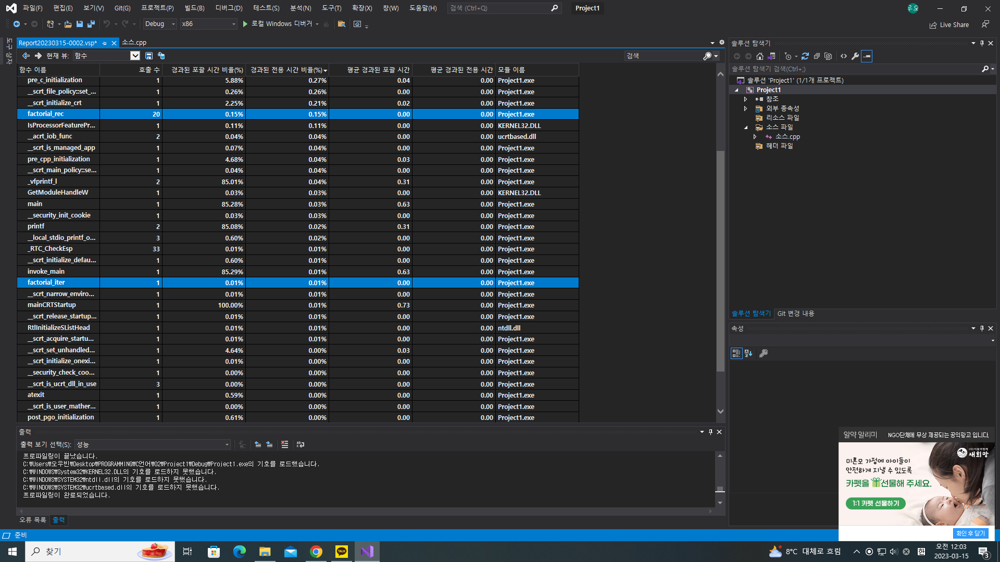 파일(F) 편집(E) 보기(V) Git(G) 프로젝트(P) 빌드(B) 디버그(D) 테스트(S) 분석(N) 도구(T) 확장(X) 창(W) 도움말(H) 검색 (Ctrl+Q) Project1
Debug x86 로컬 Windows 디버거 Live Share
도구 상자
Report20230315-0002.vsp* 소스.cpp
현재 뷰: 함수 검색
함수 이름 호출 수 경과된 포괄 시간 비율(%) 경과된 전용 시간 비율(%) 평균 경과된 포괄 시간 평균 경과된 전용 시간 모듈 이름
pre_c_initialization 1 5.88% 0.27% 0.04 0.00 Project1.exe
__scrt_file_policy::set_... 1 0.26% 0.26% 0.00 0.00 Project1.exe
__scrt_initialize_crt 1 2.25% 0.21% 0.02 0.00 Project1.exe
factorial_rec 20 0.15% 0.15% 0.00 0.00 Project1.exe
IsProcessorFeaturePr... 1 0.11% 0.11% 0.00 0.00 KERNEL32.DLL
__acrt_iob_func 2 0.04% 0.04% 0.00 0.00 ucrtbased.dll
__scrt_is_managed_app 1 0.07% 0.04% 0.00 0.00 Project1.exe
pre_cpp_initialization 1 4.68% 0.04% 0.03 0.00 Project1.exe
__scrt_main_policy::se... 1 0.04% 0.04% 0.00 0.00 Project1.exe
_vfprintf_l 2 85.01% 0.04% 0.31 0.00 Project1.exe
GetModuleHandleW 1 0.03% 0.03% 0.00 0.00 KERNEL32.DLL
main 1 85.28% 0.03% 0.63 0.00 Project1.exe
__security_init_cookie 1 0.03% 0.03% 0.00 0.00 Project1.exe
printf 2 85.08% 0.02% 0.31 0.00 Project1.exe
__local_stdio_printf_o... 3 0.60% 0.02% 0.00 0.00 Project1.exe
_RTC_CheckEsp 33 0.01% 0.01% 0.00 0.00 Project1.exe
__scrt_initialize_defau... 1 0.60% 0.01% 0.00 0.00 Project1.exe
invoke_main 1 85.29% 0.01% 0.63 0.00 Project1.exe
factorial_iter 1 0.01% 0.01% 0.00 0.00 Project1.exe
__scrt_narrow_enviro... 1 0.01% 0.01% 0.00 0.00 Project1.exe
mainCRTStartup 1 100.00% 0.01% 0.73 0.00 Project1.exe
__scrt_release_startup... 1 0.01% 0.01% 0.00 0.00 Project1.exe
RtlInitializeSListHead 1 0.01% 0.01% 0.00 0.00 ntdll.dll
__scrt_acquire_startu... 1 0.01% 0.01% 0.00 0.00 Project1.exe
__scrt_set_unhandled... 1 4.64% 0.00% 0.03 0.00 Project1.exe
__scrt_initialize_onexi... 1 0.01% 0.00% 0.00 0.00 Project1.exe
__security_check_coo... 1 0.00% 0.00% 0.00 0.00 Project1.exe
__scrt_is_ucrt_dll_in_use 3 0.00% 0.00% 0.00 0.00 Project1.exe
atexit 1 0.59% 0.00% 0.00 0.00 Project1.exe
__scrt_is_user_mather... 1 0.00% 0.00% 0.00 0.00 Project1.exe
post_pgo_initialization 1 0.61% 0.00% 0.00 0.00 Project1.exe
출력
출력 보기 선택(S): 성능
프로파일링이 끝났습니다.
C:₩Users₩오우빈₩Desktop₩PROGRAMMING₩C언어₩02₩Project1₩Debug₩Project1.exe의 기호를 로드했습니다.
C:₩WINDOWS₩System32₩KERNEL32.DLL의 기호를 로드하지 못했습니다.
C:₩WINDOWS₩SYSTEM32₩ntdll.dll의 기호를 로드하지 못했습니다.
C:₩WINDOWS₩SYSTEM32₩ucrtbased.dll의 기호를 로드하지 못했습니다.
프로파일링이 완료되었습니다.
오류 목록 출력
준비
솔루션 탐색기
솔루션 탐색기 검색(Ctrl+;)
솔루션 'Project1' (1/1개 프로젝트)
Project1
참조
외부 종속성
리소스 파일
소스 파일
소스.cpp
헤더 파일
솔루션 탐색기 Git 변경 내용
속성
알약 알리미 NGO단체에 무상 제공되는 공익광고 입니다.
새희망
미혼모 가정에 아이들이
안전하게 지낼 수 있도록
카펫을 선물해 주세요.
1:1 카펫 선물하기
확인 후 닫기
찾기 TALK 8°C 대체로 흐림 한 오전 12:03
2023-03-15 3